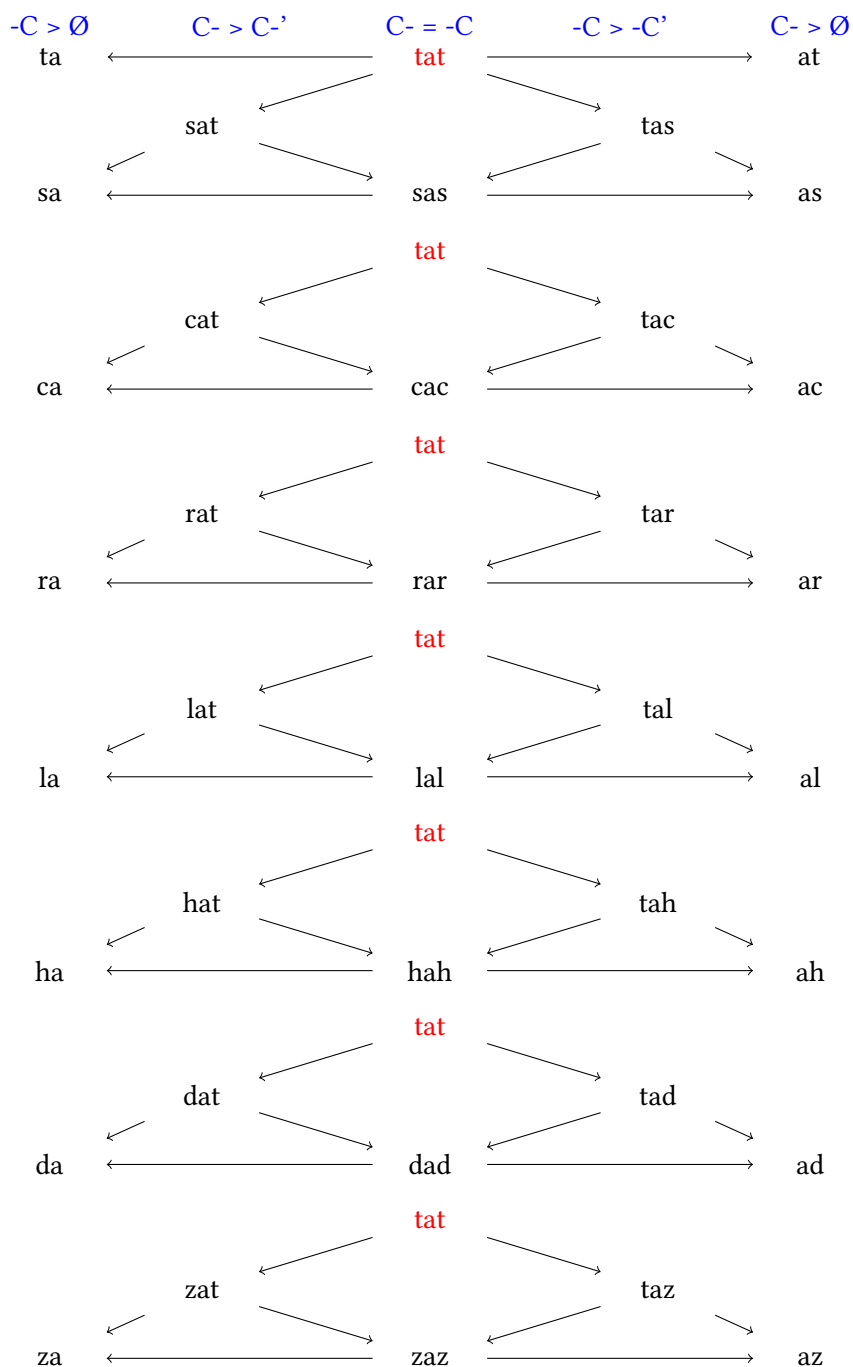 -C > Ø C- > C-’ C- = -C -C > -C’ C- > Ø
ta tat at
sat tas
sa sas as
tat
cat tac
ca cac ac
tat
rat tar
ra rar ar
tat
lat tal
la lal al
tat
hat tah
ha hah ah
tat
dat tad
da dad ad
tat
zat taz
za zaz az